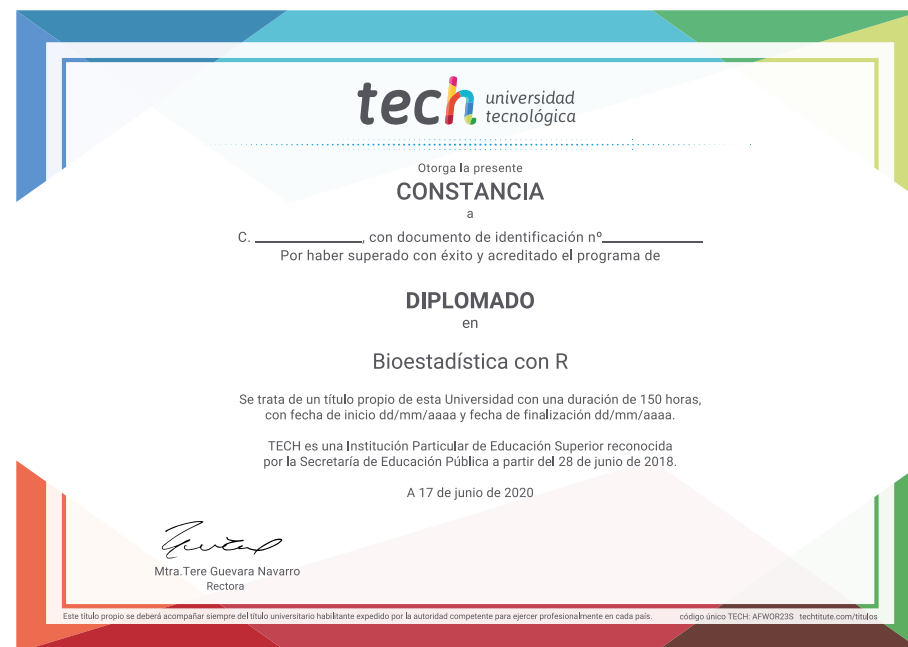 tech universidad
tecnológica
Otorga la presente
CONSTANCIA
a
C. ____________, con documento de identificación nº____________
Por haber superado con éxito y acreditado el programa de
DIPLOMADO
en
Bioestadística con R
Se trata de un título propio de esta Universidad con una duración de 150 horas,
con fecha de inicio dd/mm/aaaa y fecha de finalización dd/mm/aaaa.
TECH es una Institución Particular de Educación Superior reconocida
por la Secretaría de Educación Pública a partir del 28 de junio de 2018.
A 17 de junio de 2020
Mtra.Tere Guevara Navarro
Rectora
Este título propio se deberá acompañar siempre del título universitario habilitante expedido por la autoridad competente para ejercer profesionalmente en cada país. código único TECH: AFWOR23S techtitute.com/titulos